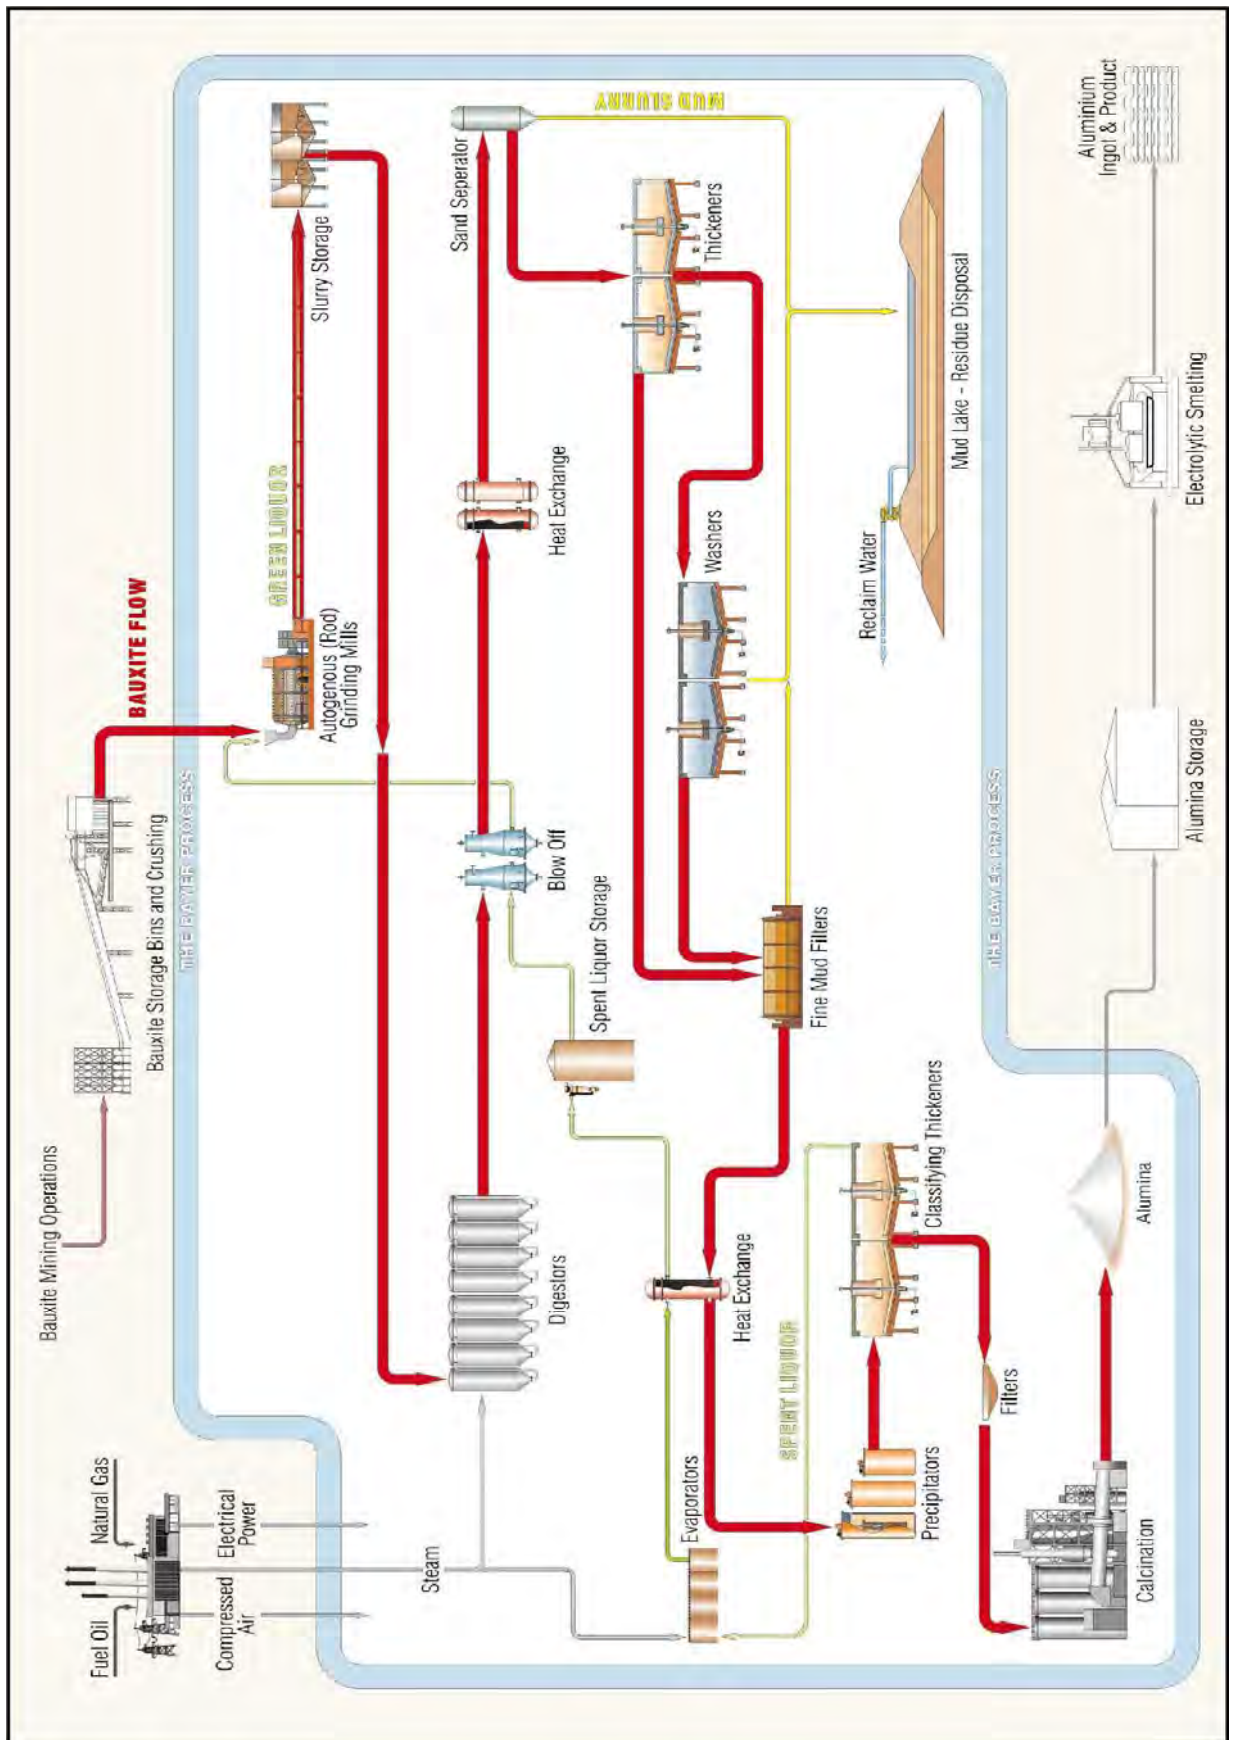 Fuel Oil
Natural Gas
Compressed
Air
Electrical
Power
Steam
Bauxite Mining Operations
Bauxite Storage Bins and Crushing
BAUXITE FLOW
THE BAYER PROCESS
GREEN LIQUOR
Autogenous (Rod)
Grinding Mills
Slurry Storage
Digestors
Blow Off
Heat Exchange
Sand Seperator
MUD SLURRY
Spent Liquor Storage
Thickeners
Washers
Fine Mud Filters
Evaporators
Heat Exchange
SPENT LIQUOR
Precipitators
Classifying Thickeners
Filters
Reclaim Water
Mud Lake - Residue Disposal
THE BAYER PROCESS
Calcination
Alumina
Alumina Storage
Electrolytic Smelting
Aluminium
Ingot & Product